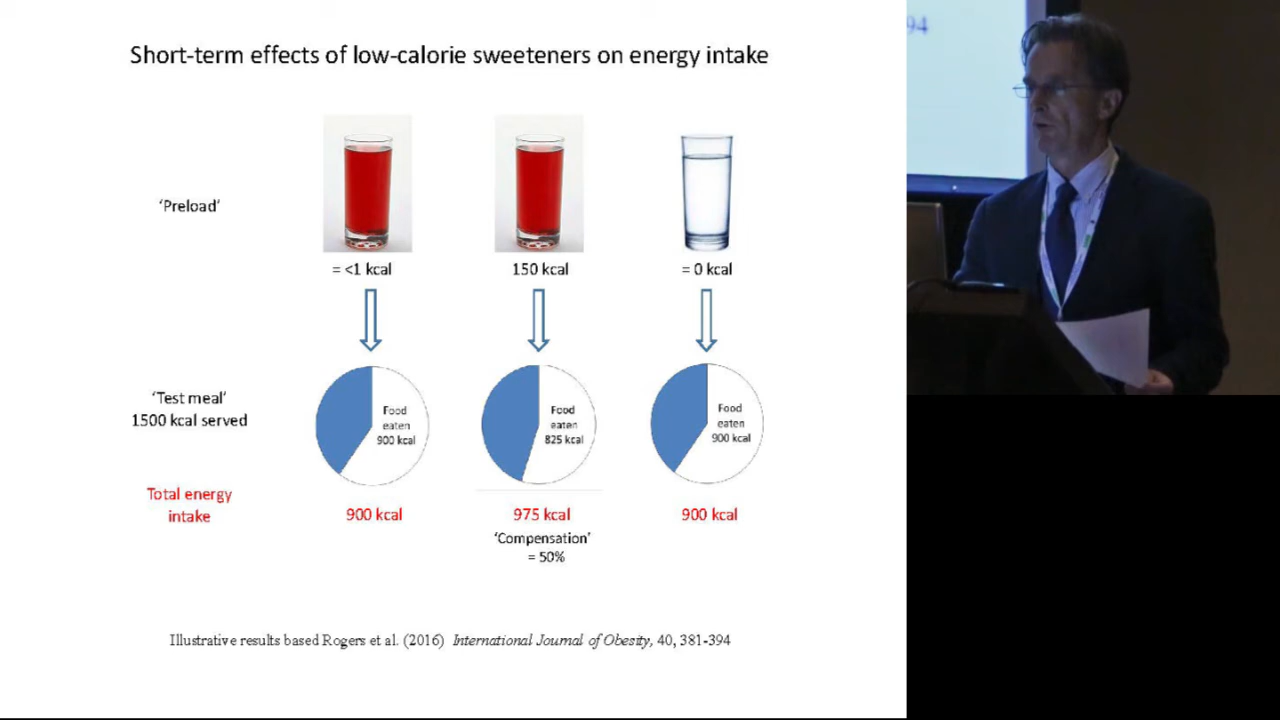 Short-term effects of low-calorie sweeteners on energy intake
'Preload'
= <1 kcal
150 kcal
= 0 kcal
'Test meal'
1500 kcal served
Food
eaten
900 kcal
Food
eaten
825 kcal
Food
eaten
900 kcal
Total energy
intake
900 kcal
975 kcal
900 kcal
'Compensation'
= 50%
Illustrative results based Rogers et al. (2016) International Journal of Obesity, 40, 381-394
94